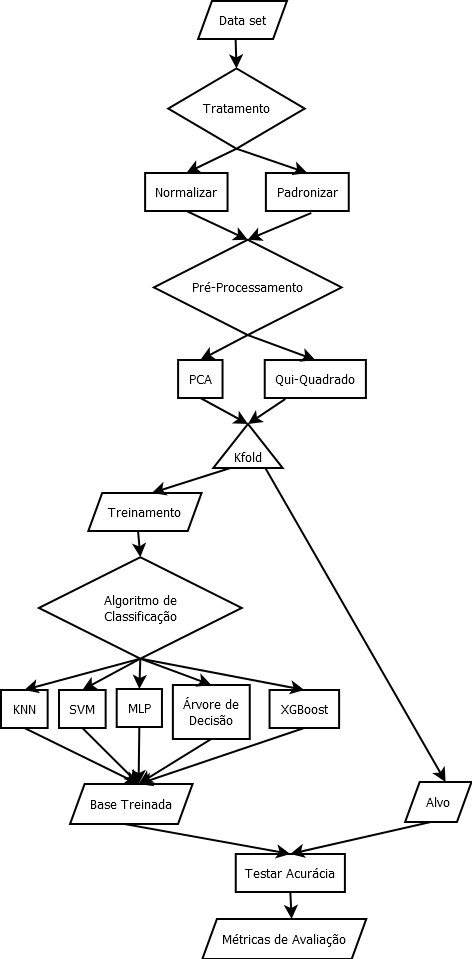 Data set
Tratamento
Normalizar
Padronizar
Pré-Processamento
PCA
Qui-Quadrado
Kfold
Treinamento
Algoritmo de
Classificação
KNN
SVM
MLP
Árvore de
Decisão
XGBoost
Base Treinada
Alvo
Testar Acurácia
Métricas de Avaliação